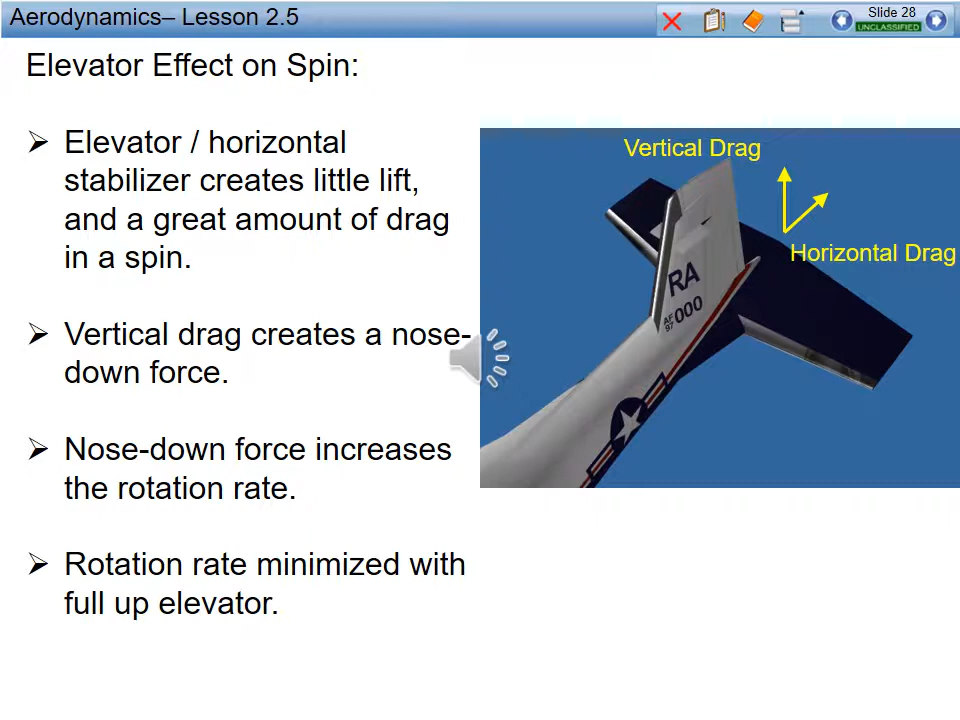 Aerodynamics– Lesson 2.5
Slide 28
UNCLASSIFIED
Elevator Effect on Spin:
Elevator / horizontal
stabilizer creates little lift,
and a great amount of drag
in a spin.
Vertical drag creates a nose-
down force.
Nose-down force increases
the rotation rate.
Rotation rate minimized with
full up elevator.
Vertical Drag
Horizontal Drag
RA
AF
97 000